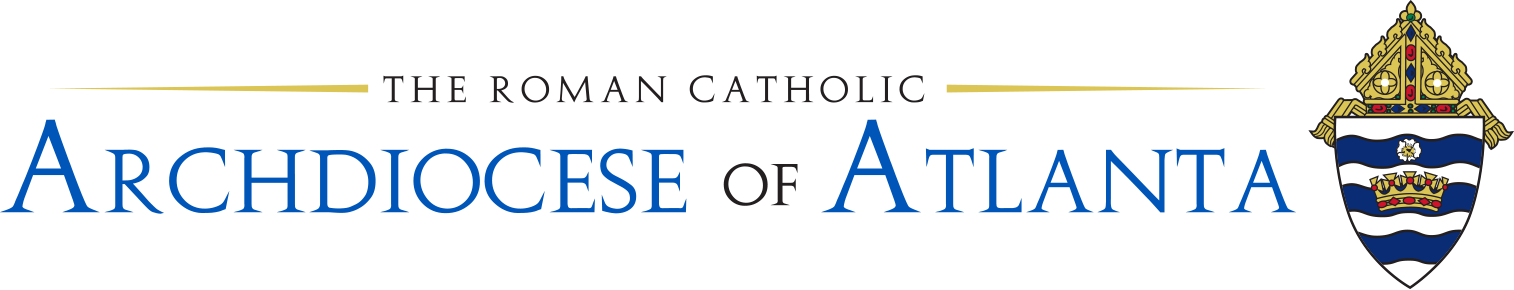 THE ROMAN CATHOLIC
ARCHDIOCESE OF ATLANTA